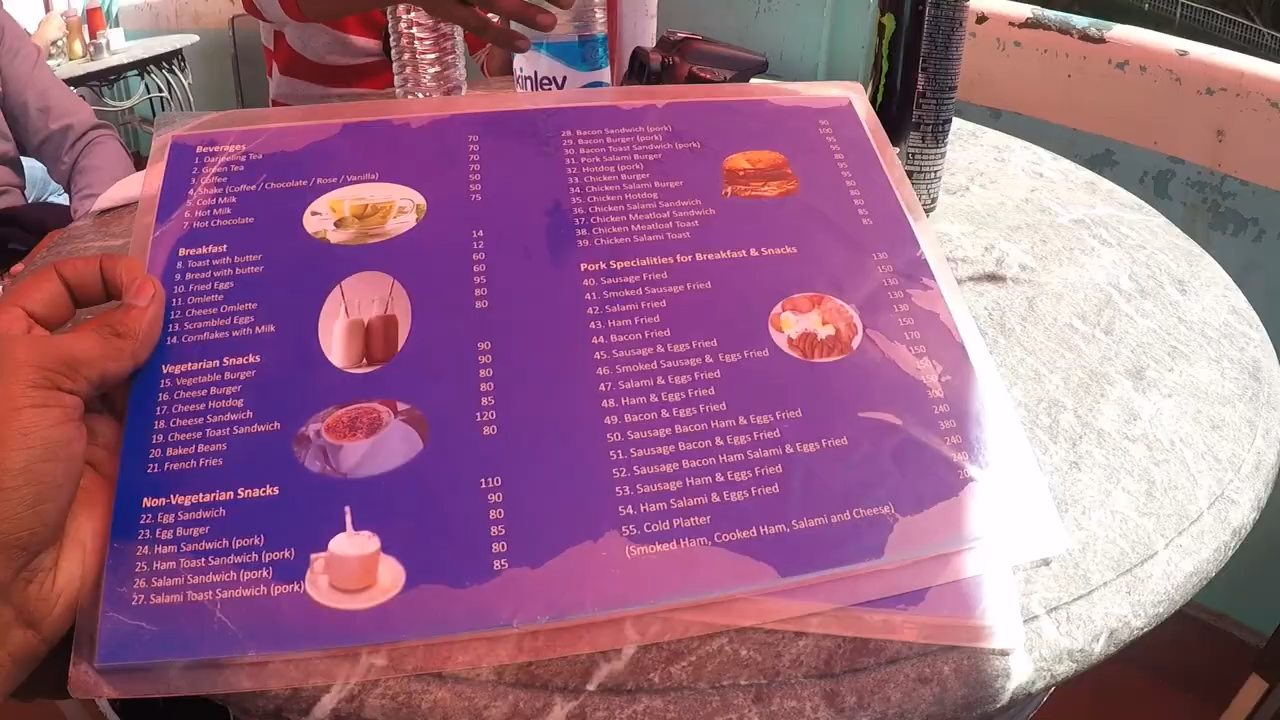 Beverages
1. Darjeeling Tea 70
2. Green Tea 70
3. Coffee 70
4. Shake (Coffee / Chocolate / Rose / Vanilla) 70
5. Cold Milk 50
6. Hot Milk 50
7. Hot Chocolate 75
Breakfast
8. Toast with butter 14
9. Bread with butter 12
10. Fried Eggs 60
11. Omlette 60
12. Cheese Omlette 95
13. Scrambled Eggs 80
14. Cornflakes with Milk 80
Vegetarian Snacks
15. Vegetable Burger 90
16. Cheese Burger 90
17. Cheese Hotdog 80
18. Cheese Sandwich 80
19. Cheese Toast Sandwich 85
20. Baked Beans 120
21. French Fries 80
Non-Vegetarian Snacks
22. Egg Sandwich 110
23. Egg Burger 90
24. Ham Sandwich (pork) 80
25. Ham Toast Sandwich (pork) 85
26. Salami Sandwich (pork) 80
27. Salami Toast Sandwich (pork) 85
28. Bacon Sandwich (pork) 90
29. Bacon Burger (pork) 100
30. Bacon Toast Sandwich (pork) 95
31. Pork Salami Burger 95
32. Hotdog (pork) 80
33. Chicken Burger 95
34. Chicken Salami Burger 95
35. Chicken Hotdog 80
36. Chicken Salami Sandwich 80
37. Chicken Meatloaf Sandwich 80
38. Chicken Meatloaf Toast 85
39. Chicken Salami Toast 85
Pork Specialities for Breakfast & Snacks
40. Sausage Fried 130
41. Smoked Sausage Fried 150
42. Salami Fried 130
43. Ham Fried 130
44. Bacon Fried 130
45. Sausage & Eggs Fried 150
46. Smoked Sausage & Eggs Fried 170
47. Salami & Eggs Fried 150
48. Ham & Eggs Fried 150
49. Bacon & Eggs Fried 150
50. Sausage Bacon Ham & Eggs Fried 300
51. Sausage Bacon & Eggs Fried 240
52. Sausage Bacon Ham Salami & Eggs Fried 380
53. Sausage Ham & Eggs Fried 240
54. Ham Salami & Eggs Fried 240
55. Cold Platter
(Smoked Ham, Cooked Ham, Salami and Cheese)
kinley